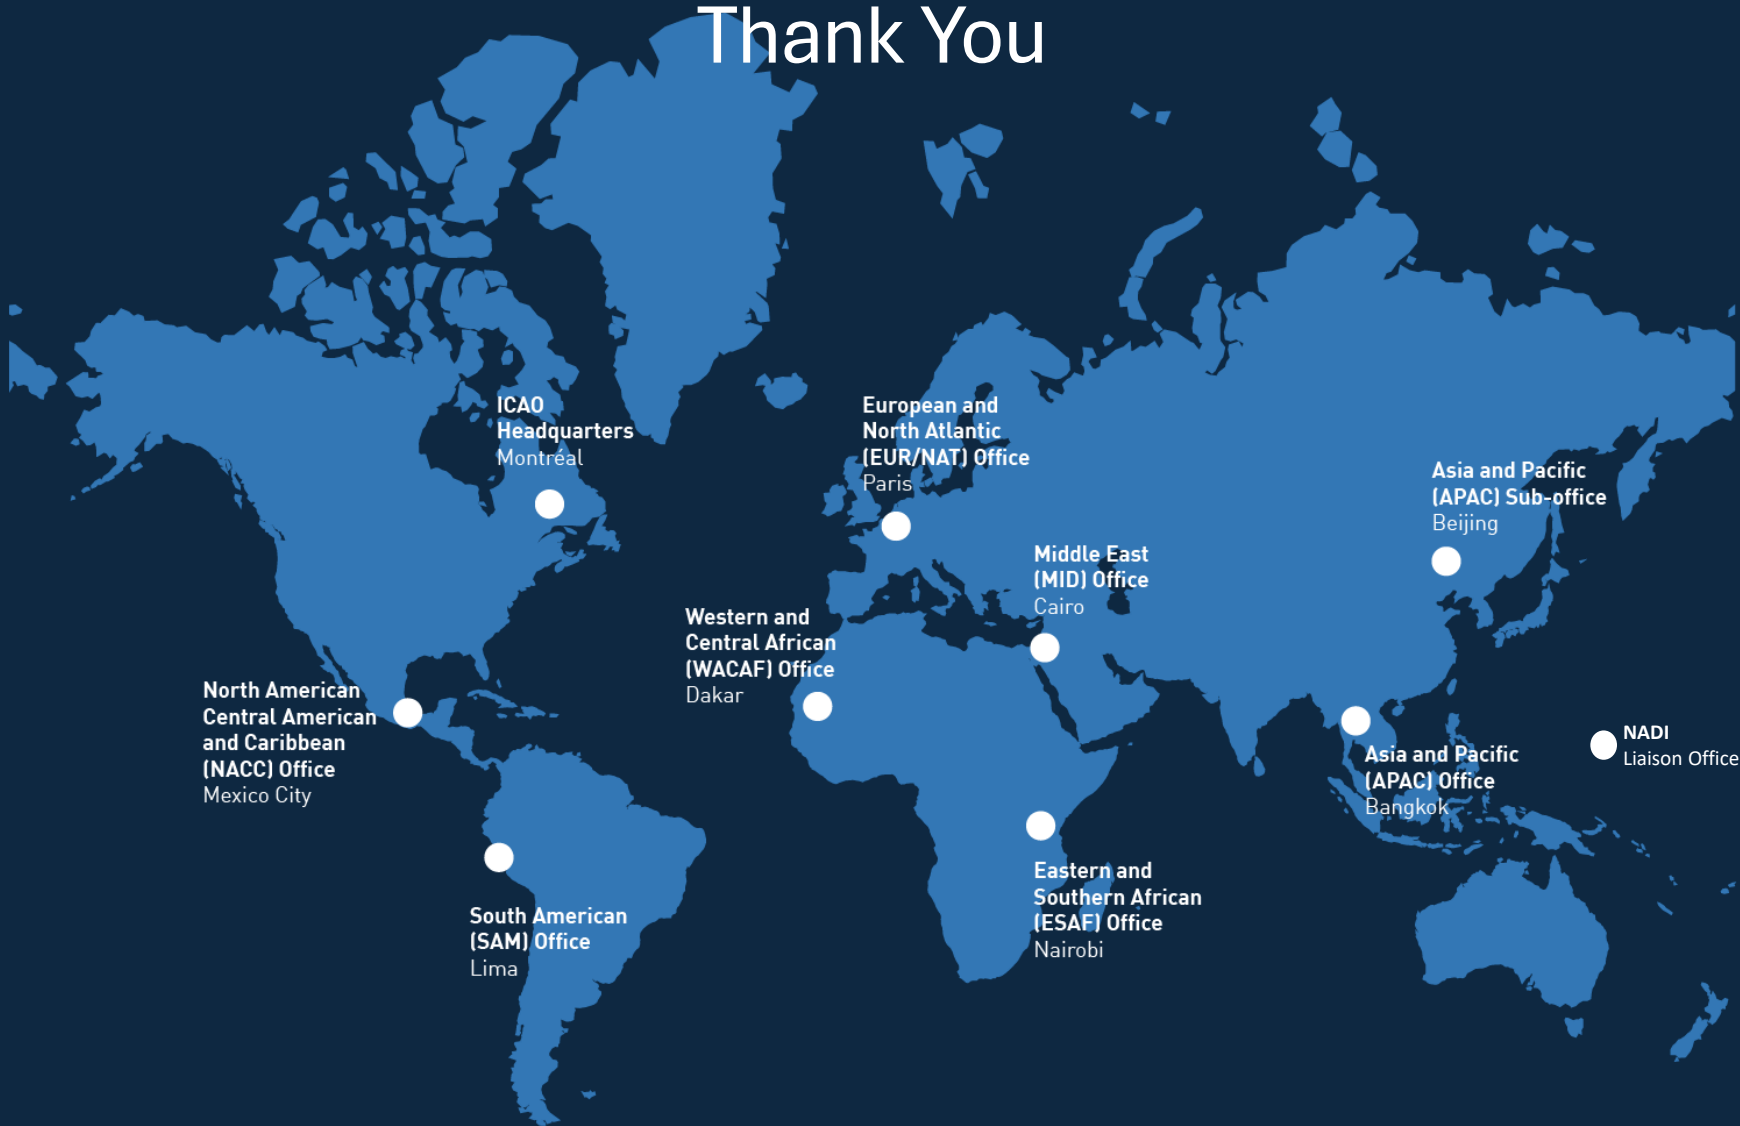 Thank You
ICAO
Headquarters
Montréal
European and
North Atlantic
(EUR/NAT) Office
Paris
Asia and Pacific
(APAC) Sub-office
Beijing
Middle East
(MID) Office
Cairo
Western and
Central African
(WACAF) Office
Dakar
North American
Central American
and Caribbean
(NACC) Office
Mexico City
NADI
Liaison Office
Asia and Pacific
(APAC) Office
Bangkok
Eastern and
Southern African
(ESAF) Office
Nairobi
South American
(SAM) Office
Lima